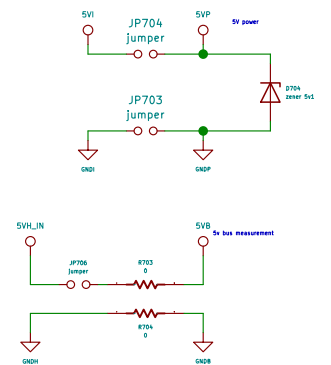 5VI
JP704
jumper
5VP
5V power
D704
zener 5v1
JP703
jumper
GNDI
GNDP
5VH_IN
5VB
5v bus measurement
JP706
jumper
R703
0
R704
0
GNDH
GNDB